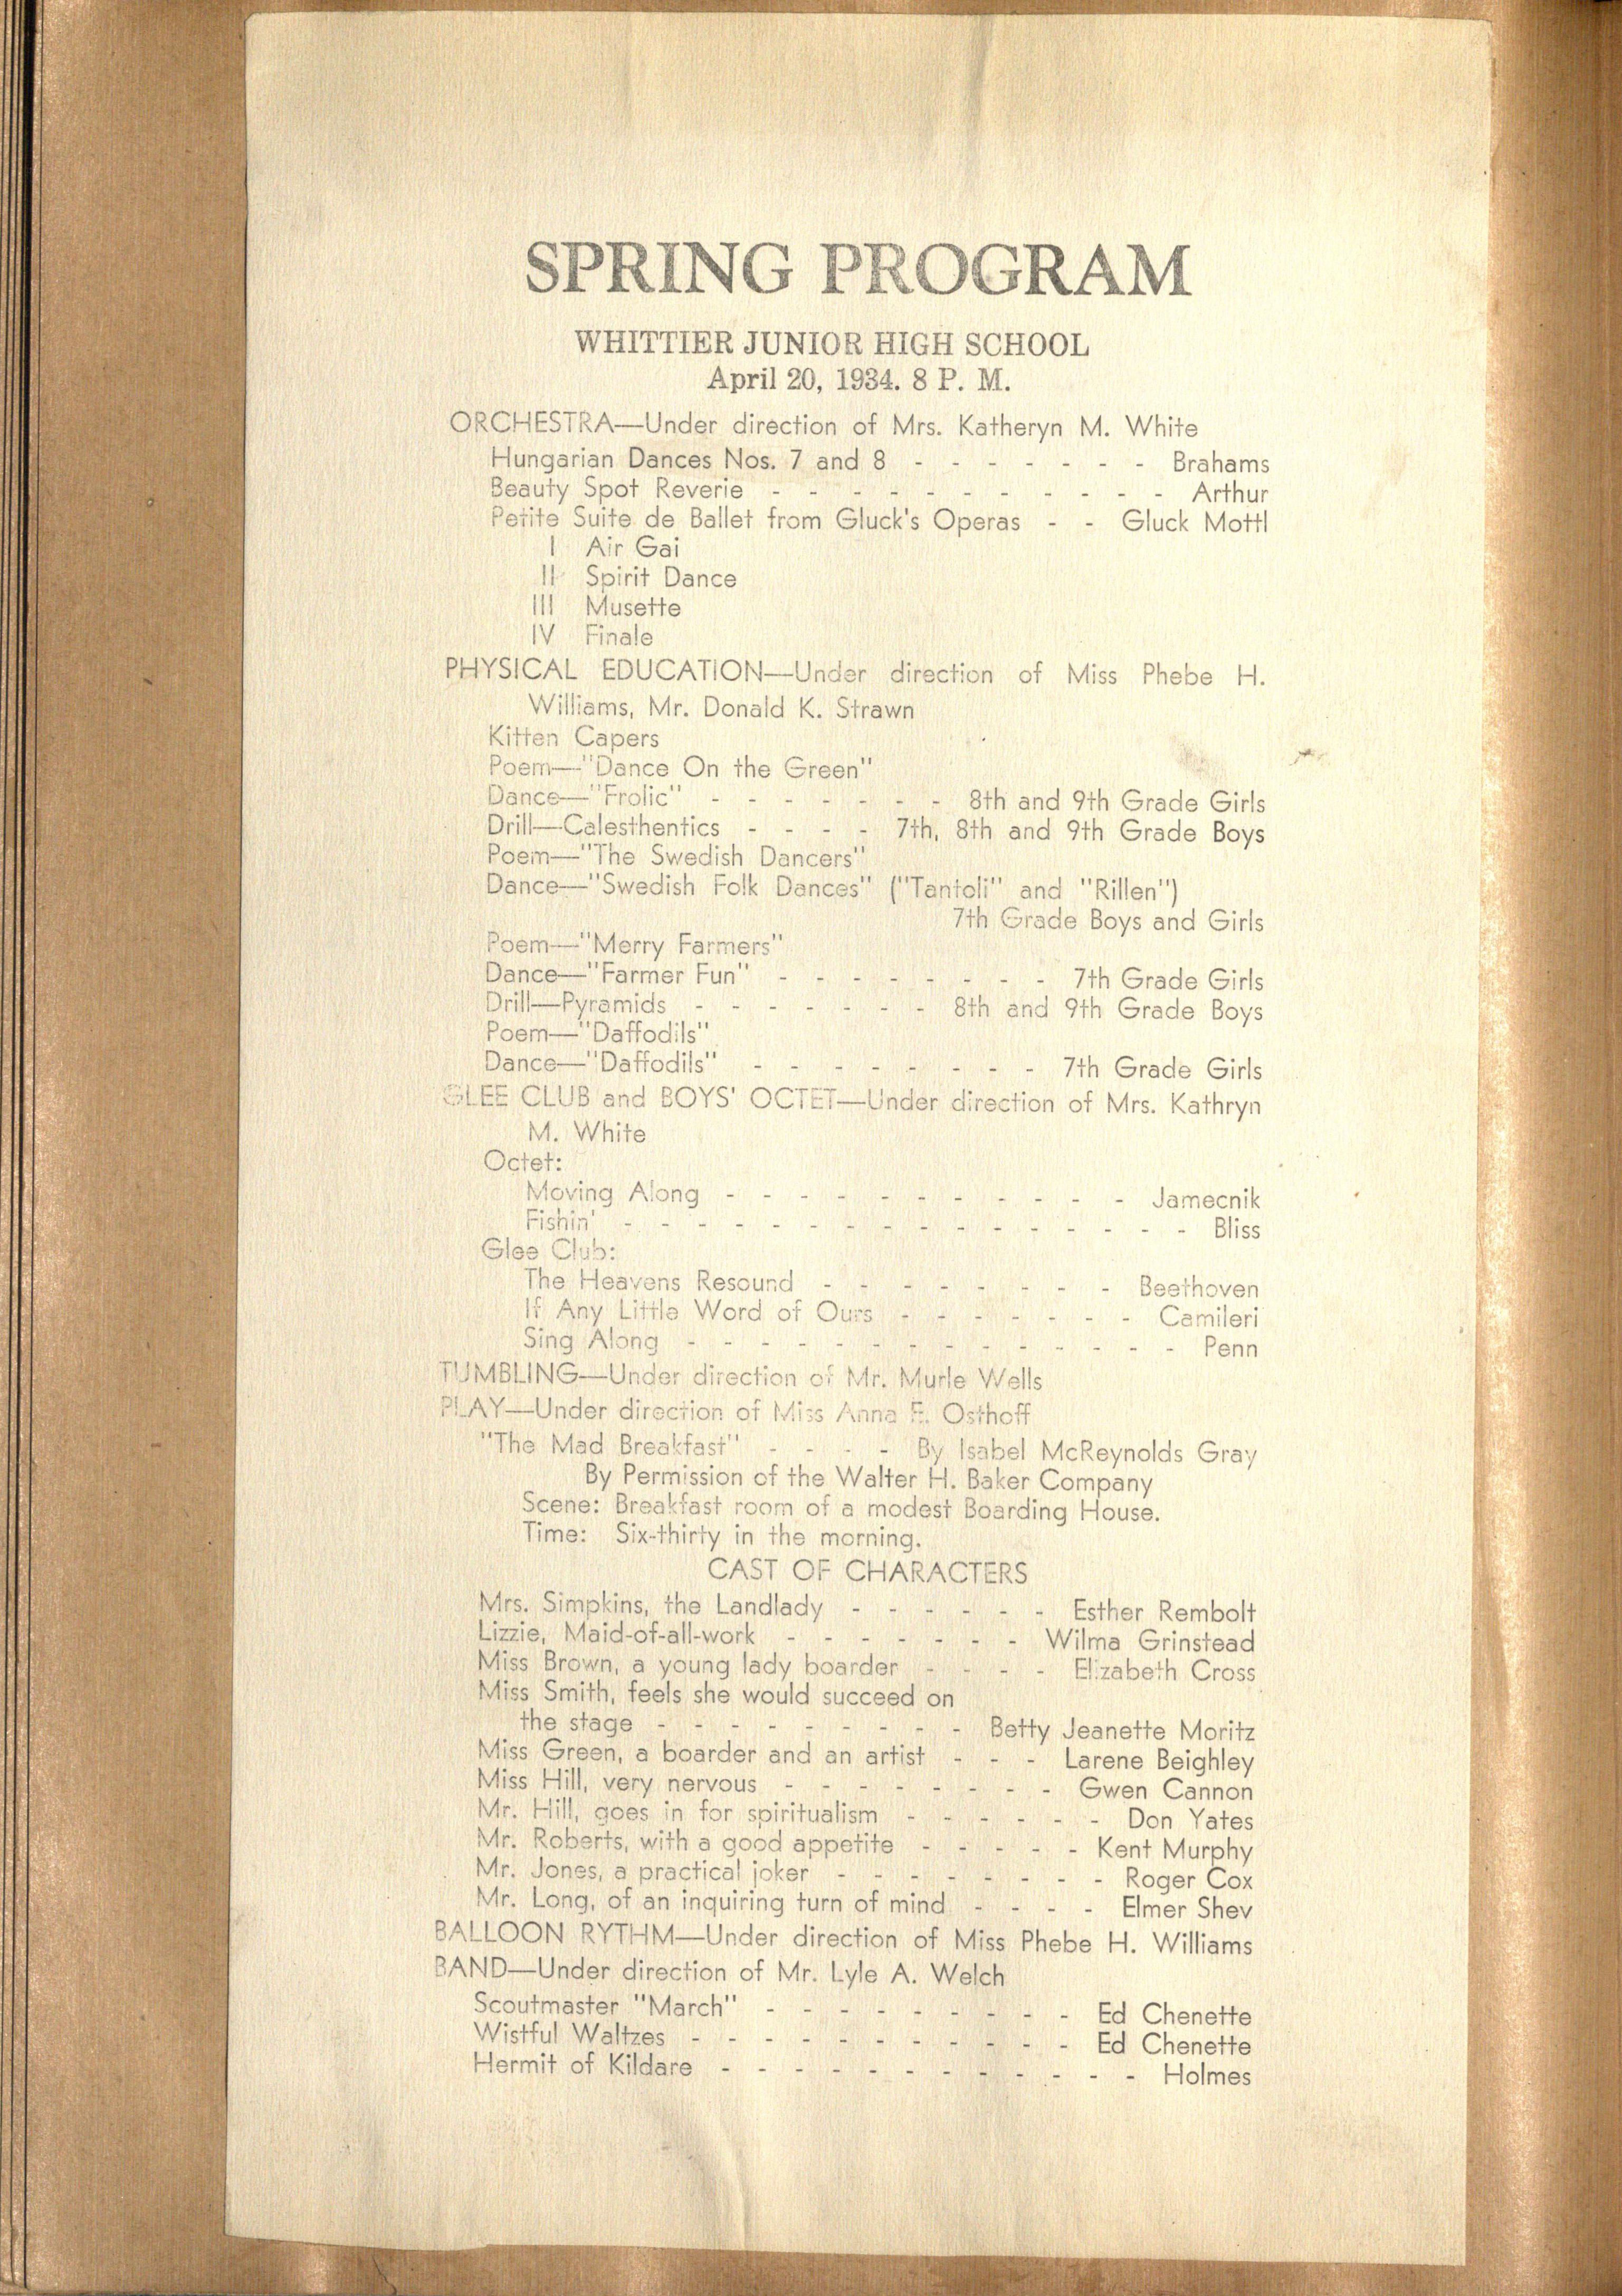 SPRING PROGRAM
WHITTIER JUNIOR HIGH SCHOOL
April 20, 1934. 8 P. M.
ORCHESTRA—Under direction of Mrs. Katheryn M. White
Hungarian Dances Nos. 7 and 8 - - - - - - - Brahams
Beauty Spot Reverie - - - - - - - - - - - Arthur
Petite Suite de Ballet from Gluck's Operas - - Gluck Mottl
I Air Gai
II Spirit Dance
III Musette
IV Finale
PHYSICAL EDUCATION—Under direction of Miss Phebe H.
Williams, Mr. Donald K. Strawn
Kitten Capers
Poem—"Dance On the Green"
Dance—"Frolic" - - - - - - - 8th and 9th Grade Girls
Drill—Calesthentics - - - - 7th, 8th and 9th Grade Boys
Poem—"The Swedish Dancers"
Dance—"Swedish Folk Dances" ("Tantoli" and "Rillen")
7th Grade Boys and Girls
Poem—"Merry Farmers"
Dance—"Farmer Fun" - - - - - - - - 7th Grade Girls
Drill—Pyramids - - - - - - - 8th and 9th Grade Boys
Poem—"Daffodils"
Dance—"Daffodils" - - - - - - - - 7th Grade Girls
GLEE CLUB and BOYS' OCTET—Under direction of Mrs. Kathryn
M. White
Octet:
Moving Along - - - - - - - - - - - Jamecnik
Fishin' - - - - - - - - - - - - - - - - Bliss
Glee Club:
The Heavens Resound - - - - - - - - Beethoven
If Any Little Word of Ours - - - - - - - Camileri
Sing Along - - - - - - - - - - - - - - Penn
TUMBLING—Under direction of Mr. Murle Wells
PLAY—Under direction of Miss Anna E. Osthoff
"The Mad Breakfast" - - - - By Isabel McReynolds Gray
By Permission of the Walter H. Baker Company
Scene: Breakfast room of a modest Boarding House.
Time: Six-thirty in the morning.
CAST OF CHARACTERS
Mrs. Simpkins, the Landlady - - - - - - Esther Rembolt
Lizzie, Maid-of-all-work - - - - - - - Wilma Grinstead
Miss Brown, a young lady boarder - - - - Elizabeth Cross
Miss Smith, feels she would succeed on
the stage - - - - - - - - - Betty Jeanette Moritz
Miss Green, a boarder and an artist - - - Larene Beighley
Miss Hill, very nervous - - - - - - - - Gwen Cannon
Mr. Hill, goes in for spiritualism - - - - - - Don Yates
Mr. Roberts, with a good appetite - - - - - Kent Murphy
Mr. Jones, a practical joker - - - - - - - - Roger Cox
Mr. Long, of an inquiring turn of mind - - - - Elmer Shev
BALLOON RYTHM—Under direction of Miss Phebe H. Williams
BAND—Under direction of Mr. Lyle A. Welch
Scoutmaster "March" - - - - - - - - - Ed Chenette
Wistful Waltzes - - - - - - - - - - - Ed Chenette
Hermit of Kildare - - - - - - - - - - - - Holmes